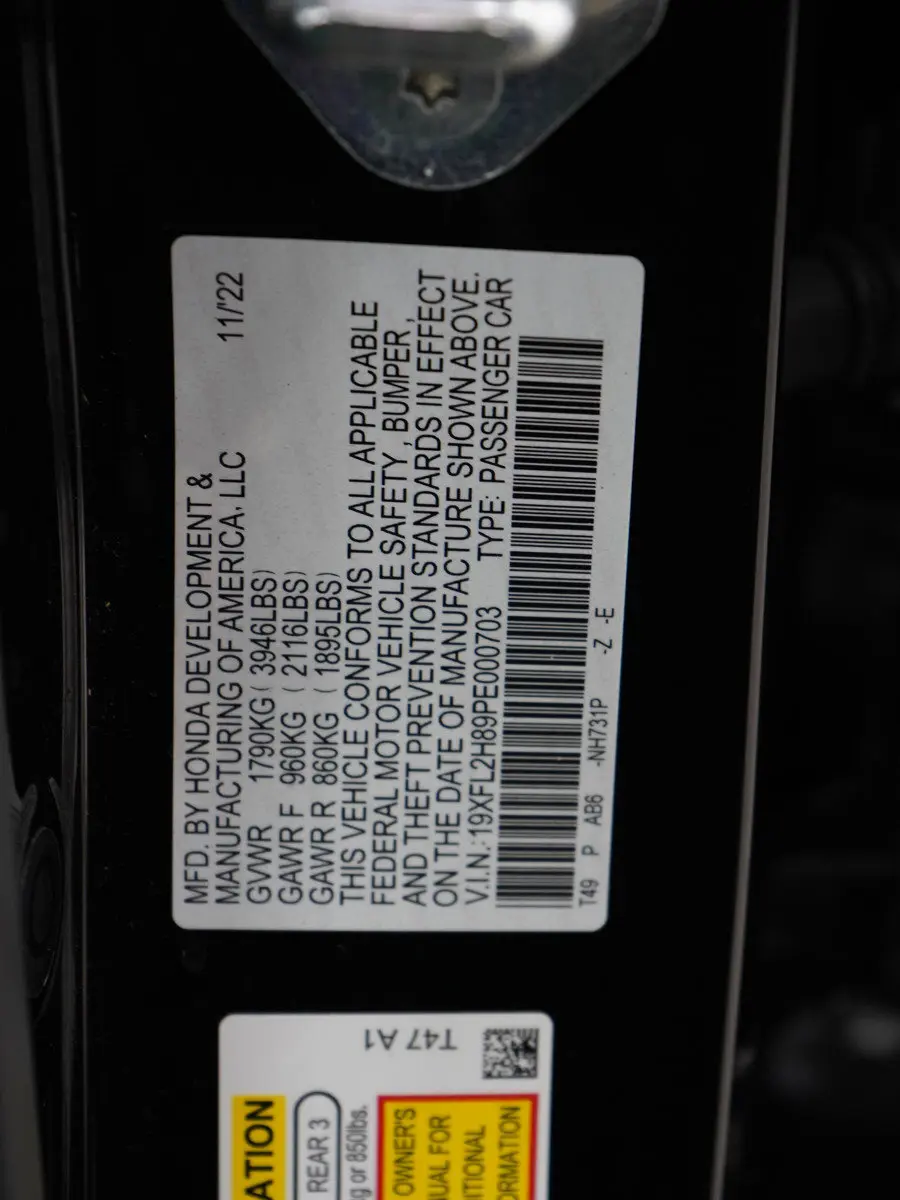 MFD. BY HONDA DEVELOPMENT &
MANUFACTURING OF AMERICA, LLC 11/'22
GVWR 1790KG ( 3946LBS)
GAWR F 960KG ( 2116LBS)
GAWR R 860KG ( 1895LBS)
THIS VEHICLE CONFORMS TO ALL APPLICABLE
FEDERAL MOTOR VEHICLE SAFETY , BUMPER ,
AND THEFT PREVENTION STANDARDS IN EFFECT
ON THE DATE OF MANUFACTURE SHOWN ABOVE.
V.I.N.:19XFL2H89PE000703 TYPE: PASSENGER CAR
T49 P AB6 -NH731P -Z -E
T47 A1
ATION
REAR 3
g or 850lbs.
OWNER'S
UAL FOR
ITIONAL
ORMATION